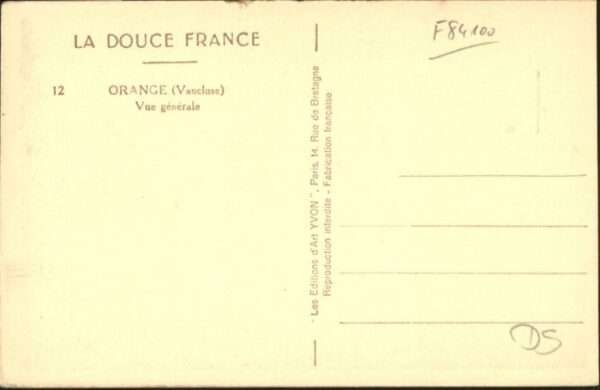 LA DOUCE FRANCE
12 ORANGE (Vaucluse)
Vue générale
"Les Editions d'Art YVON", Paris, 14, Rue de Bretagne
Reproduction interdite - Fabrication française
F84100
DS